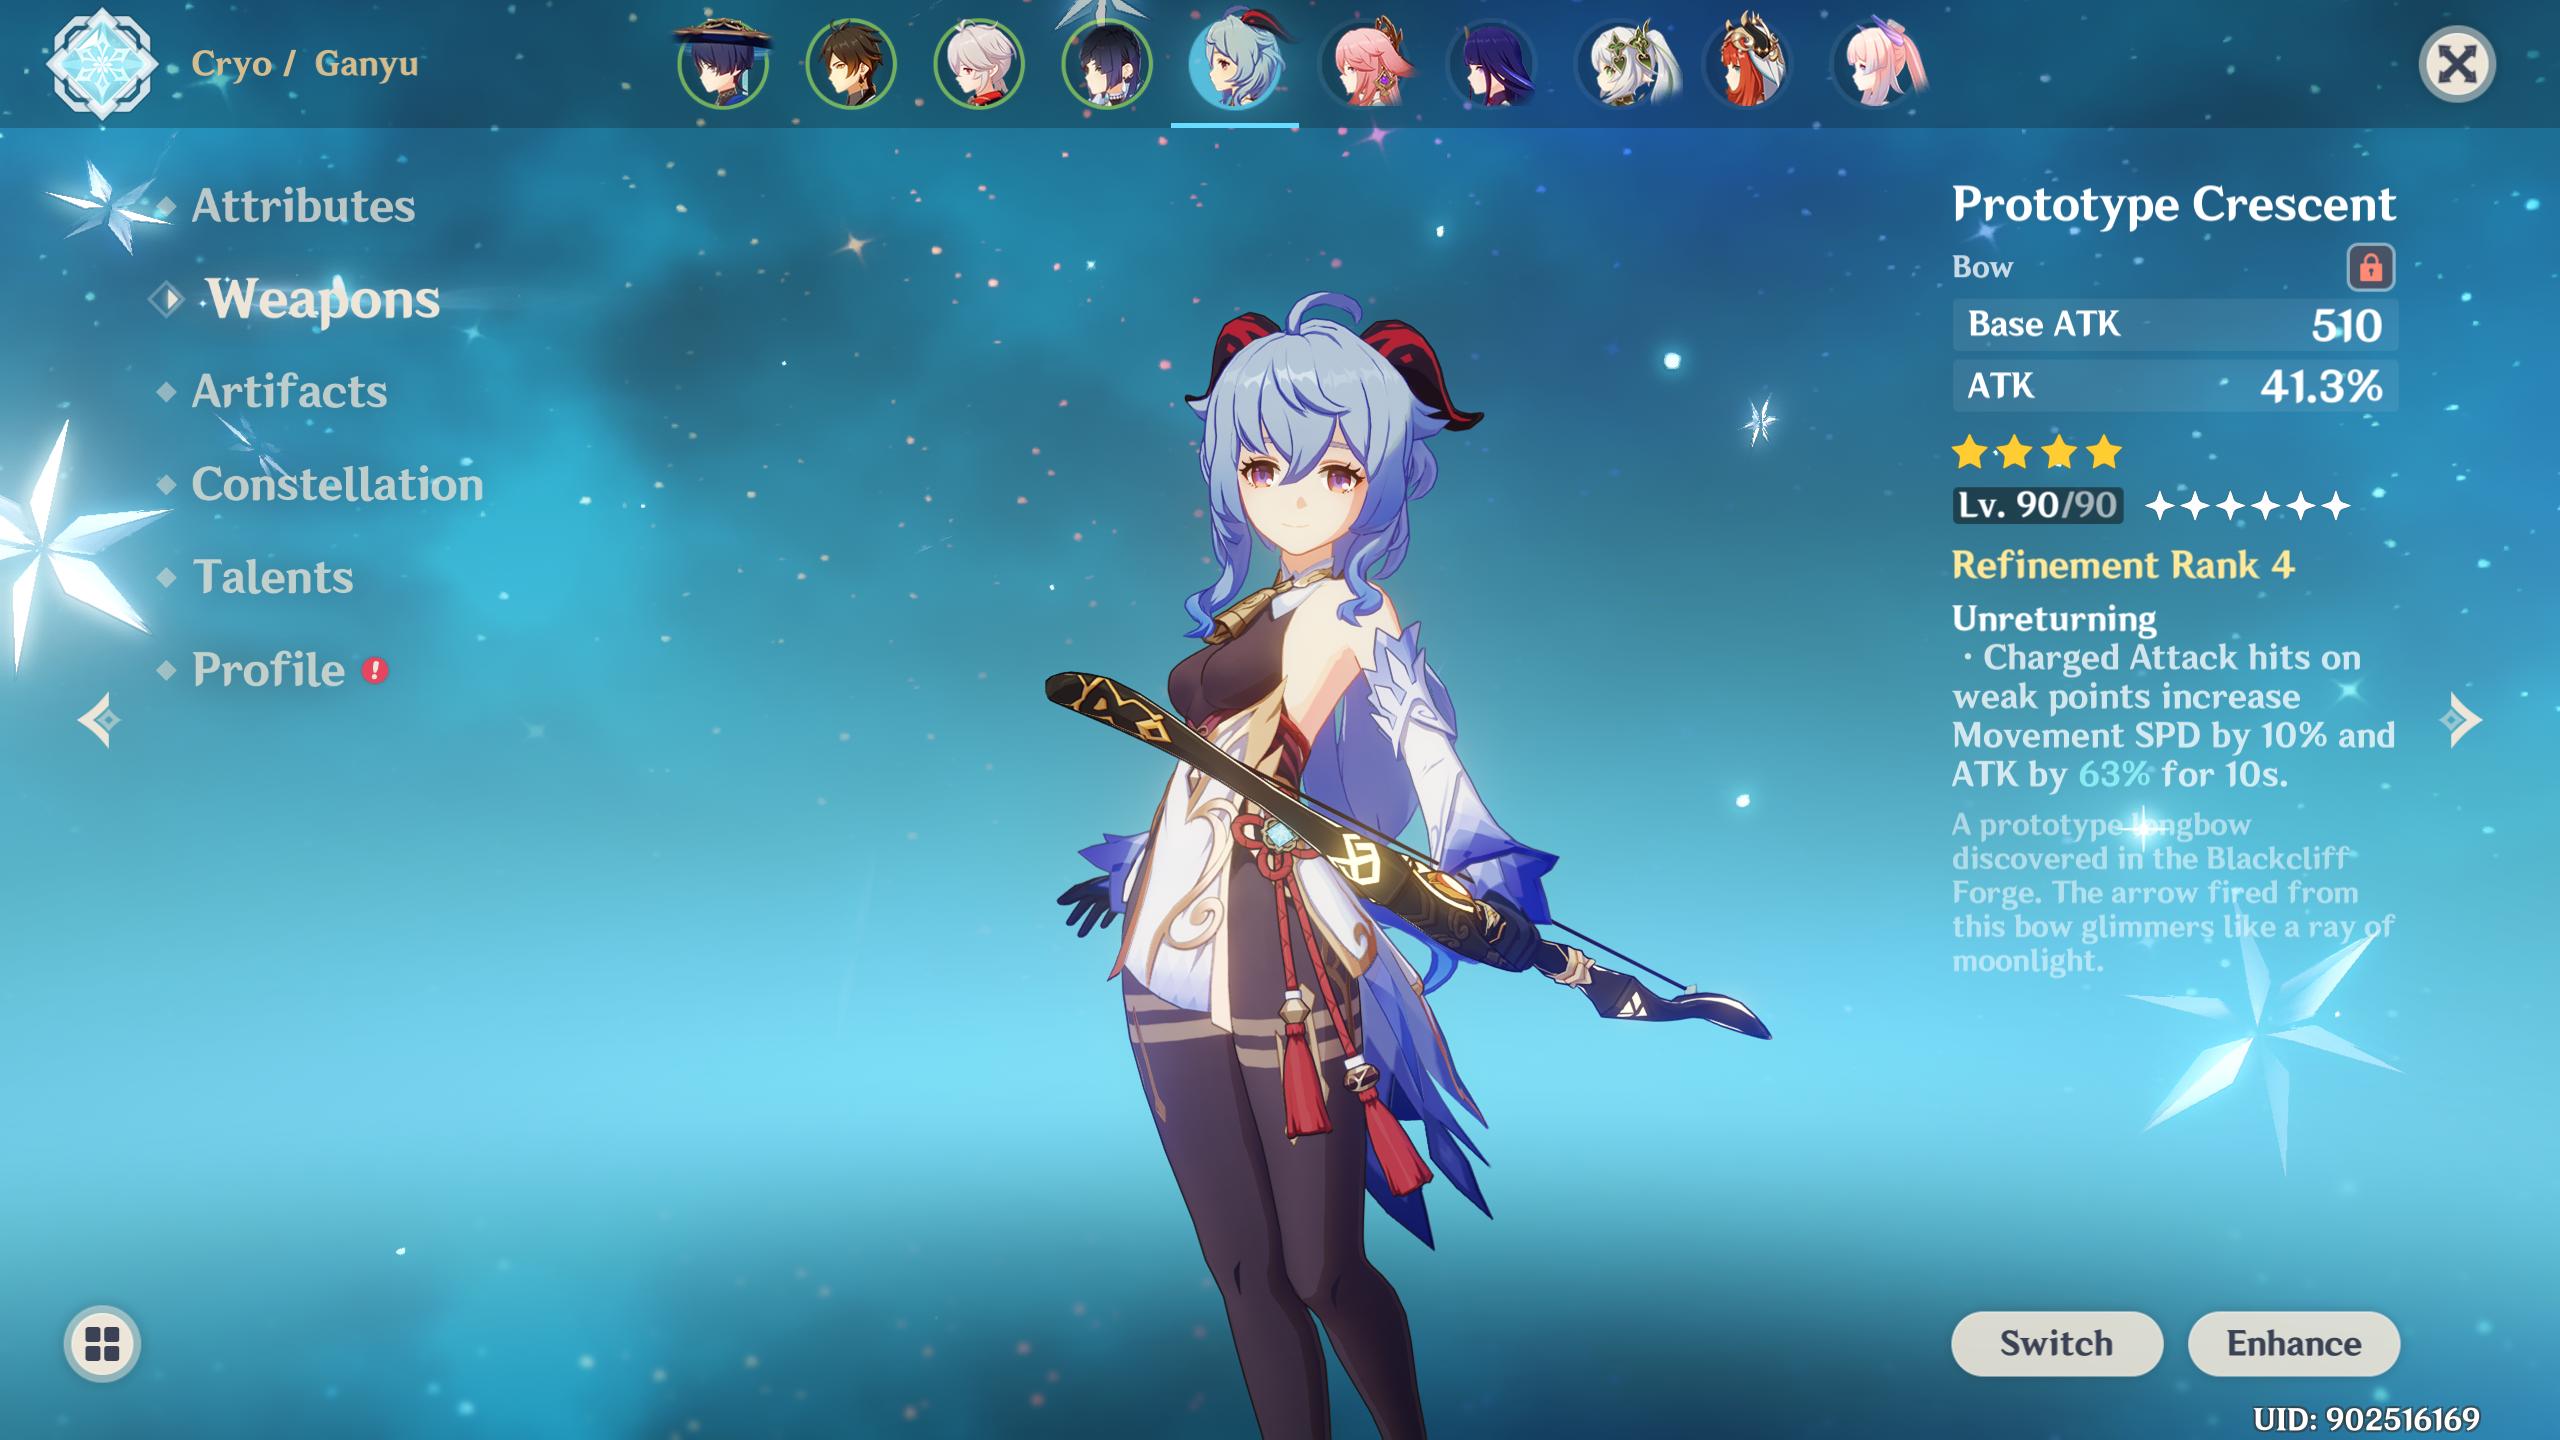 Cryo / Ganyu
Attributes
Weapons
Artifacts
Constellation
Talents
Profile
Prototype Crescent
Bow
Base ATK 510
ATK 41.3%
Lv. 90/90
Refinement Rank 4
Unreturning
· Charged Attack hits on
weak points increase
Movement SPD by 10% and
ATK by 63% for 10s.
A prototype longbow
discovered in the Blackcliff
Forge. The arrow fired from
this bow glimmers like a ray of
moonlight.
Switch
Enhance
UID: 902516169